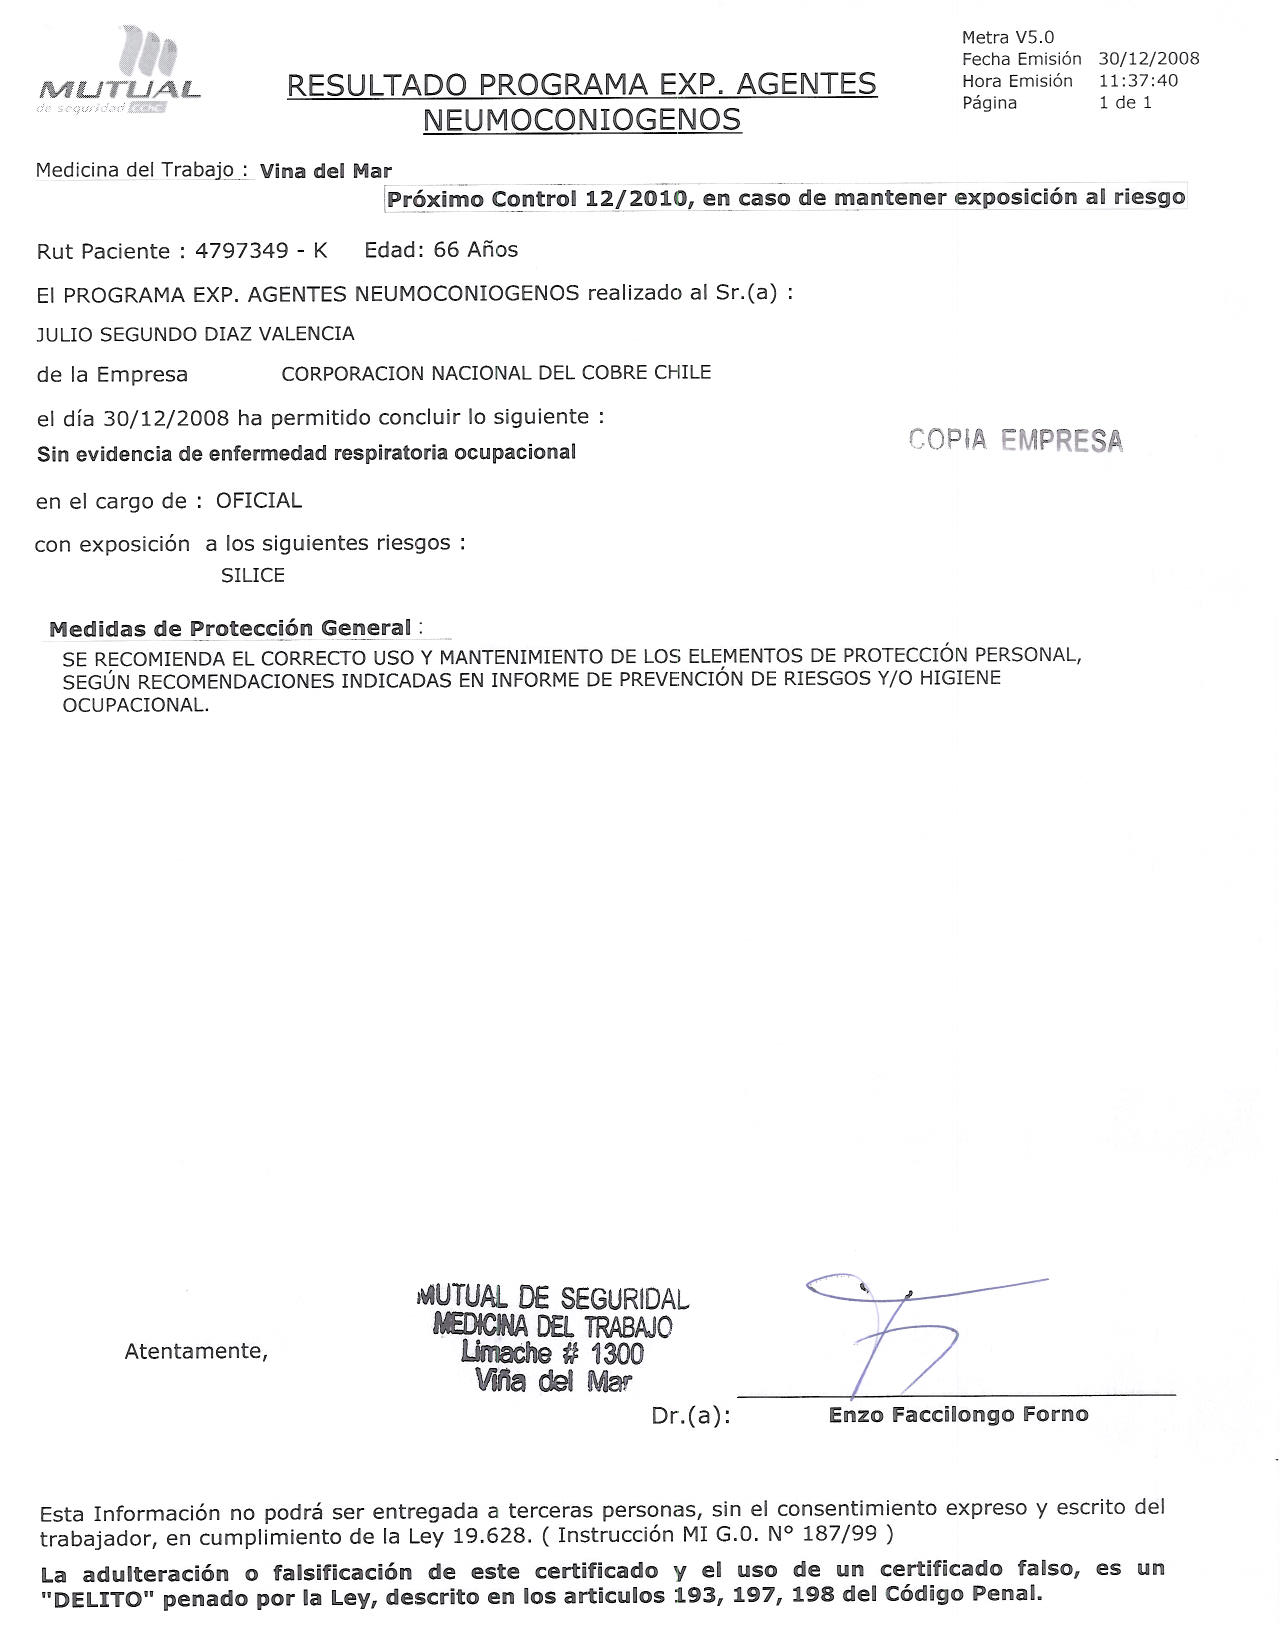 MUTUAL
de seguridad CChC
RESULTADO PROGRAMA EXP. AGENTES
NEUMOCONIOGENOS
Metra V5.0
Fecha Emisión 30/12/2008
Hora Emisión 11:37:40
Página 1 de 1
Medicina del Trabajo : Vina del Mar
Próximo Control 12/2010, en caso de mantener exposición al riesgo
Rut Paciente : 4797349 - K Edad: 66 Años
El PROGRAMA EXP. AGENTES NEUMOCONIOGENOS realizado al Sr.(a) :
JULIO SEGUNDO DIAZ VALENCIA
de la Empresa CORPORACION NACIONAL DEL COBRE CHILE
el día 30/12/2008 ha permitido concluir lo siguiente :
COPIA EMPRESA
Sin evidencia de enfermedad respiratoria ocupacional
en el cargo de : OFICIAL
con exposición a los siguientes riesgos :
SILICE
Medidas de Protección General :
SE RECOMIENDA EL CORRECTO USO Y MANTENIMIENTO DE LOS ELEMENTOS DE PROTECCIÓN PERSONAL,
SEGÚN RECOMENDACIONES INDICADAS EN INFORME DE PREVENCIÓN DE RIESGOS Y/O HIGIENE
OCUPACIONAL.
MUTUAL DE SEGURIDAL
MEDICINA DEL TRABAJO
Limache # 1300
Viña del Mar
Atentamente,
Dr.(a): Enzo Faccilongo Forno
Esta Información no podrá ser entregada a terceras personas, sin el consentimiento expreso y escrito del
trabajador, en cumplimiento de la Ley 19.628. ( Instrucción MI G.0. N° 187/99 )
La adulteración o falsificación de este certificado y el uso de un certificado falso, es un
"DELITO" penado por la Ley, descrito en los articulos 193, 197, 198 del Código Penal.